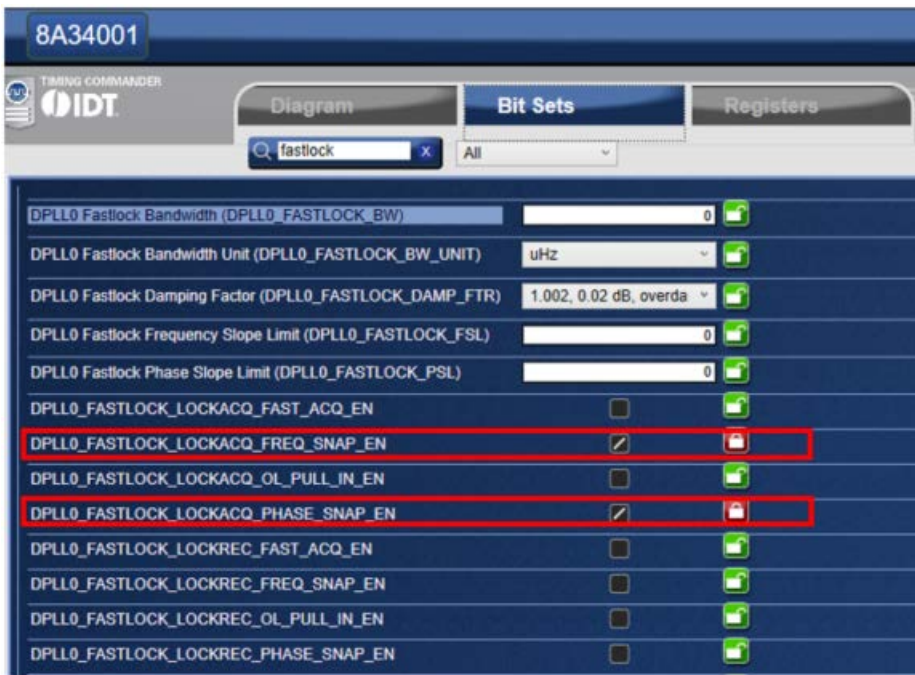 8A34001
TIMING COMMANDER
IDT.
Diagram
Bit Sets
Registers
fastlock
X
All
DPLL0 Fastlock Bandwidth (DPLL0_FASTLOCK_BW)
0
DPLL0 Fastlock Bandwidth Unit (DPLL0_FASTLOCK_BW_UNIT)
uHz
DPLL0 Fastlock Damping Factor (DPLL0_FASTLOCK_DAMP_FTR)
1.002, 0.02 dB, overda
DPLL0 Fastlock Frequency Slope Limit (DPLL0_FASTLOCK_FSL)
0
DPLL0 Fastlock Phase Slope Limit (DPLL0_FASTLOCK_PSL)
0
DPLL0_FASTLOCK_LOCKACQ_FAST_ACQ_EN
DPLL0_FASTLOCK_LOCKACQ_FREQ_SNAP_EN
DPLL0_FASTLOCK_LOCKACQ_OL_PULL_IN_EN
DPLL0_FASTLOCK_LOCKACQ_PHASE_SNAP_EN
DPLL0_FASTLOCK_LOCKREC_FAST_ACQ_EN
DPLL0_FASTLOCK_LOCKREC_FREQ_SNAP_EN
DPLL0_FASTLOCK_LOCKREC_OL_PULL_IN_EN
DPLL0_FASTLOCK_LOCKREC_PHASE_SNAP_EN